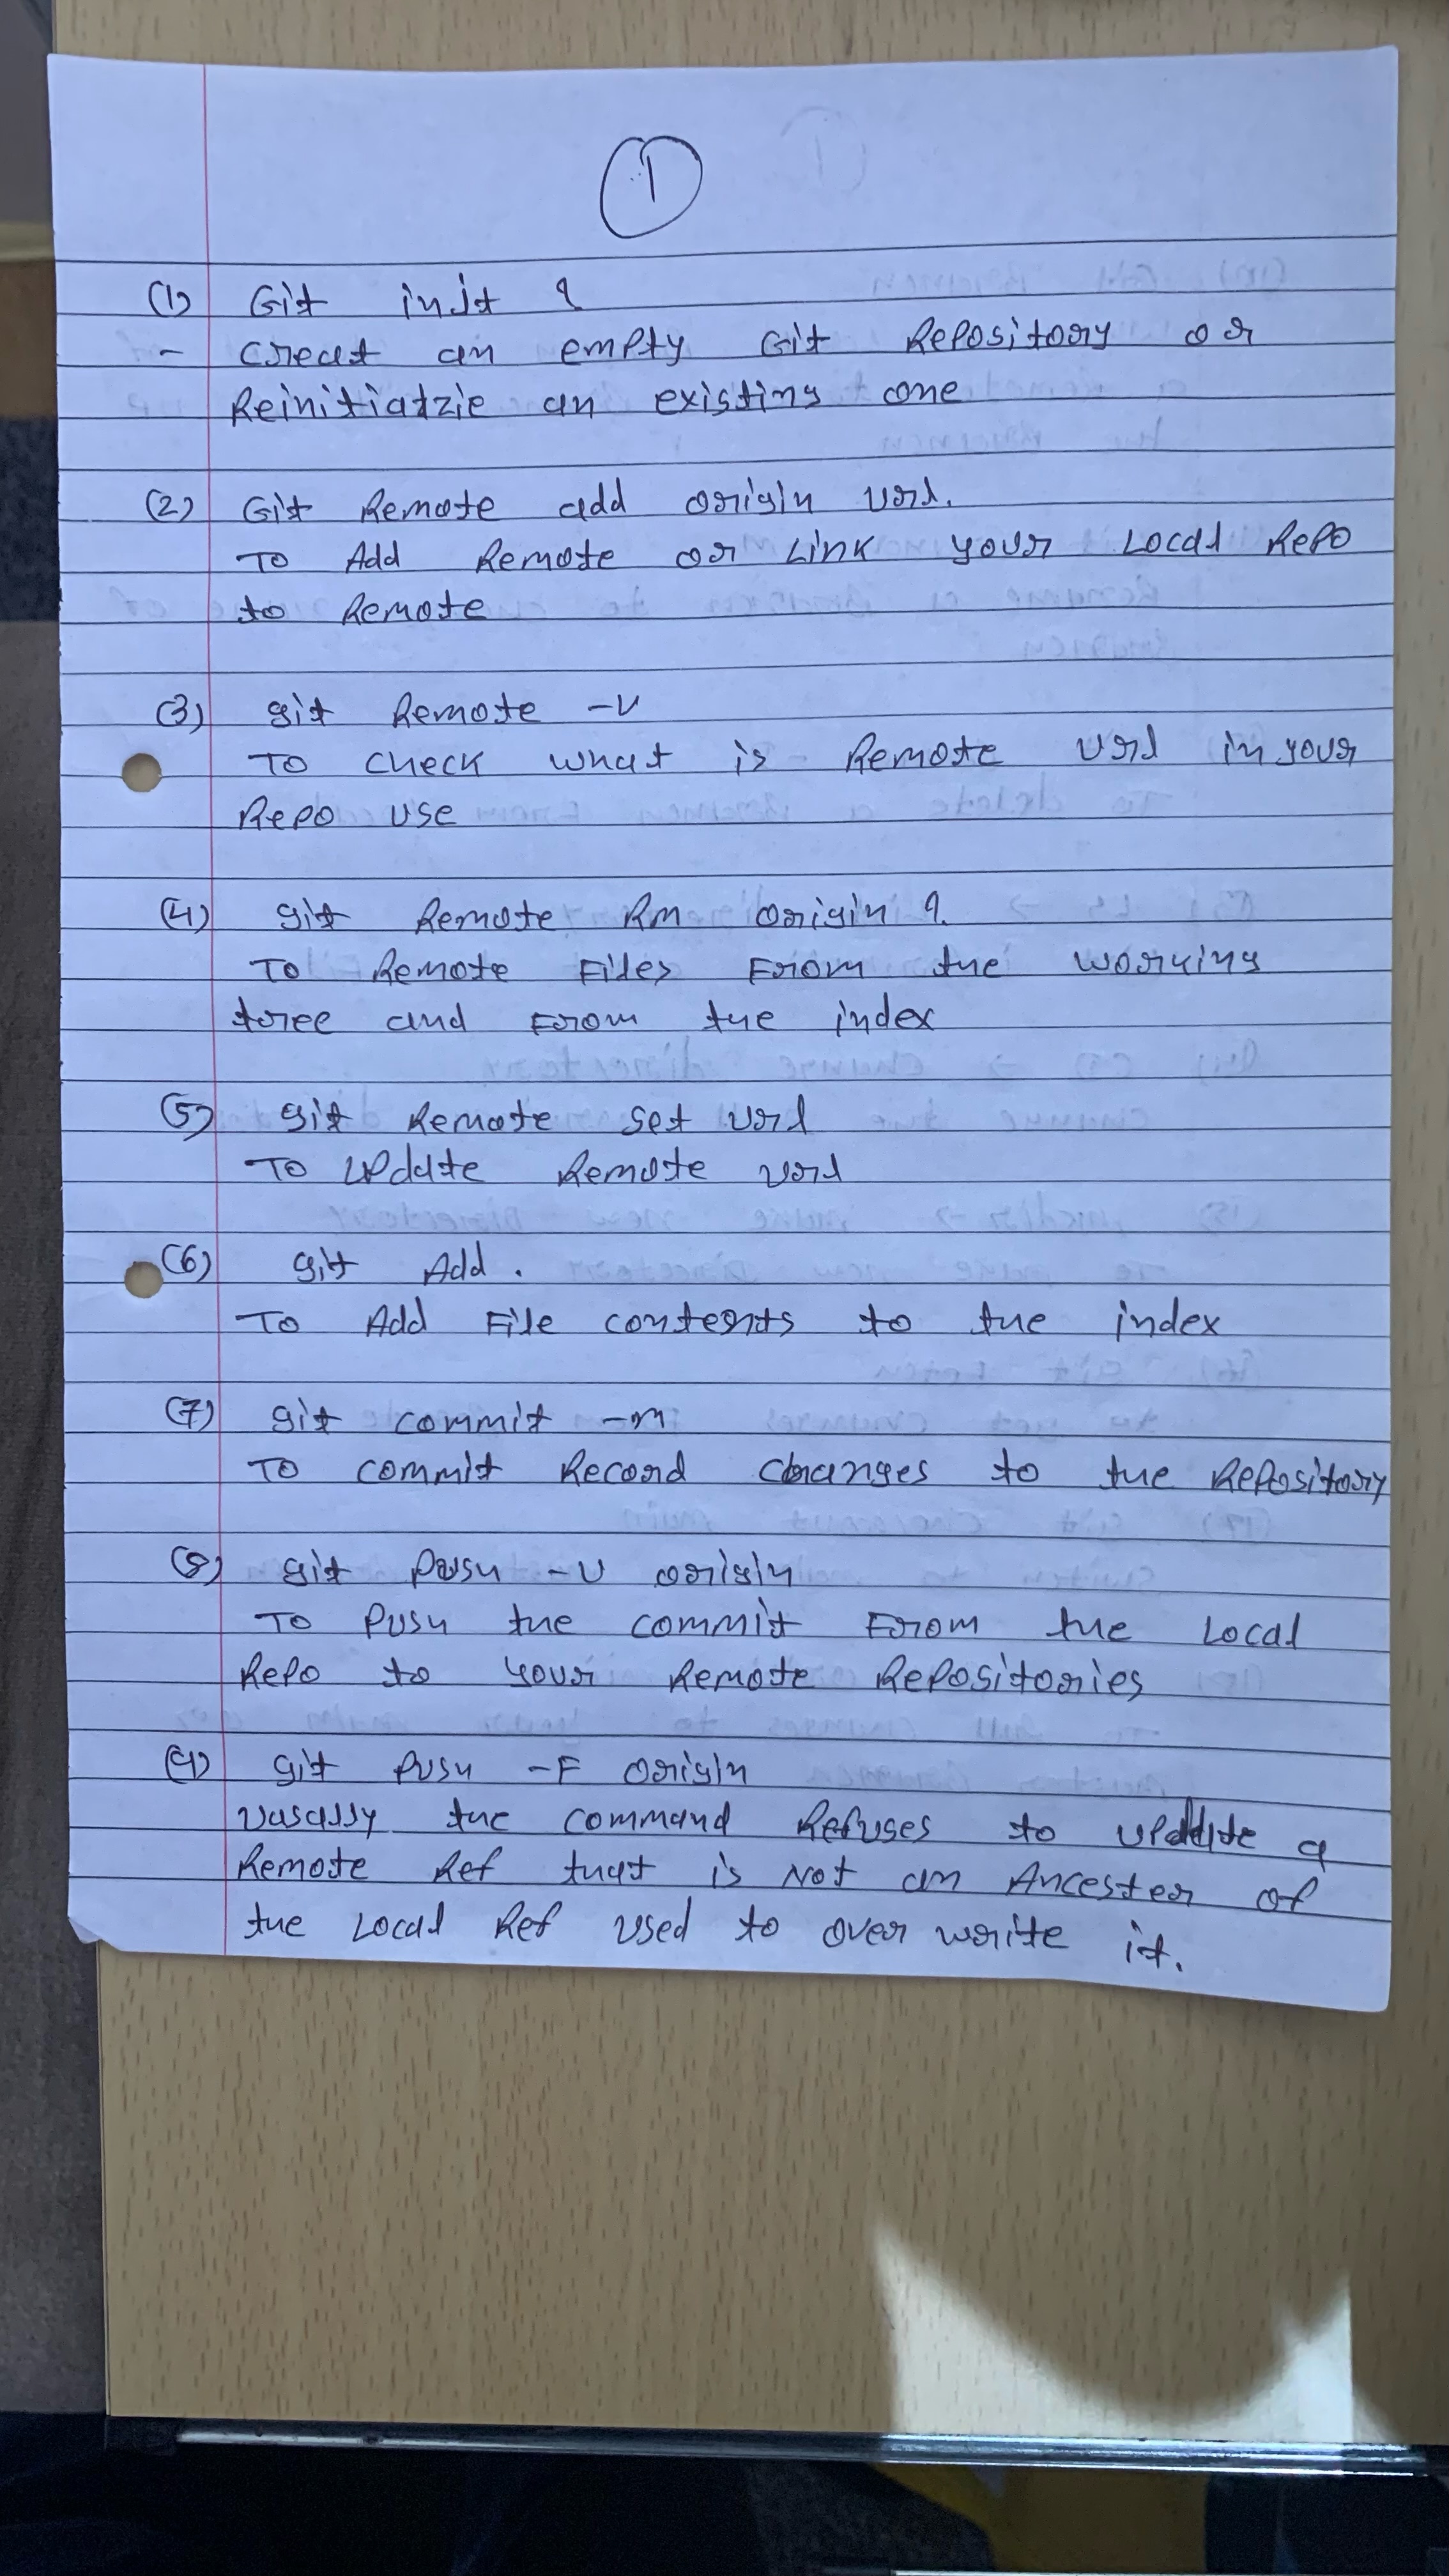 1
(1) Git init ?
- Creat an empty Git Repository or
Reinitiatzie an existing one
(2) Git Remote add origin url.
To Add Remote or Link your Local Repo
to Remote
(3) git Remote -v
To check what is Remote url in your
Repo use
(4) git Remote Rm origin ?
To Remote Files From the working
tree and From the index
(5) git Remote set url
To update Remote url
(6) git Add .
To Add File contents to the index
(7) git commit -m
To commit Record changes to the Repository
(8) git push -u origin
To push the commit From the Local
Repo to your Remote Repositories
(9) git push -F origin
usually the command Refuses to update a
Remote Ref that is Not an Ancester of
the Local Ref used to over write it.